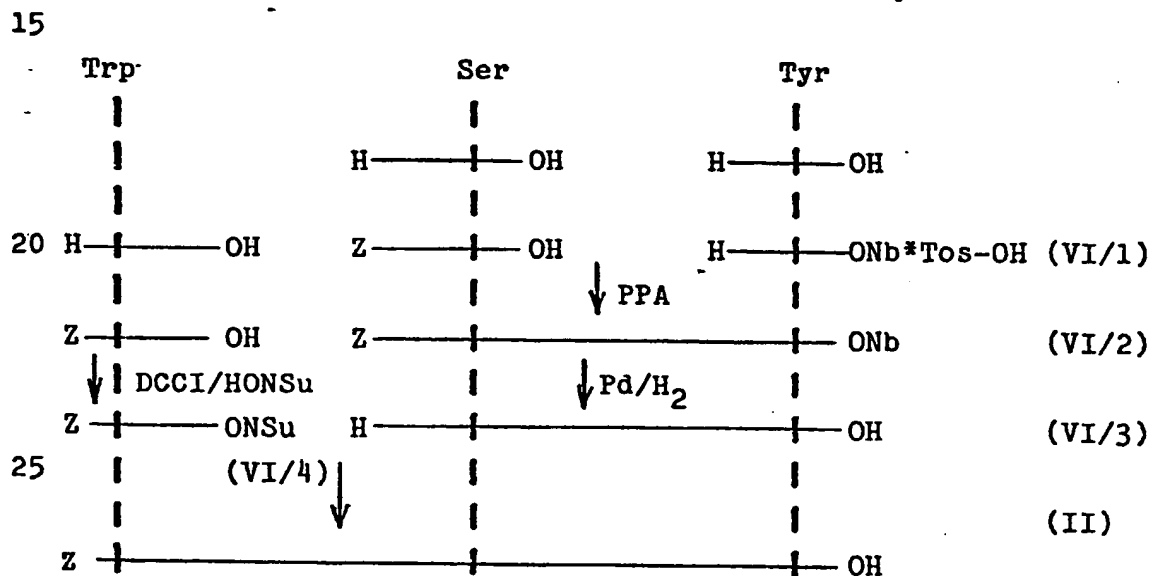 15
Trp Ser Tyr
H OH H OH
20 H OH Z OH H ONb*Tos-OH (VI/1)
PPA
Z OH Z ONb (VI/2)
DCCI/HONSu Pd/H2
Z ONSu H OH (VI/3)
25 (VI/4)
(II)
Z OH